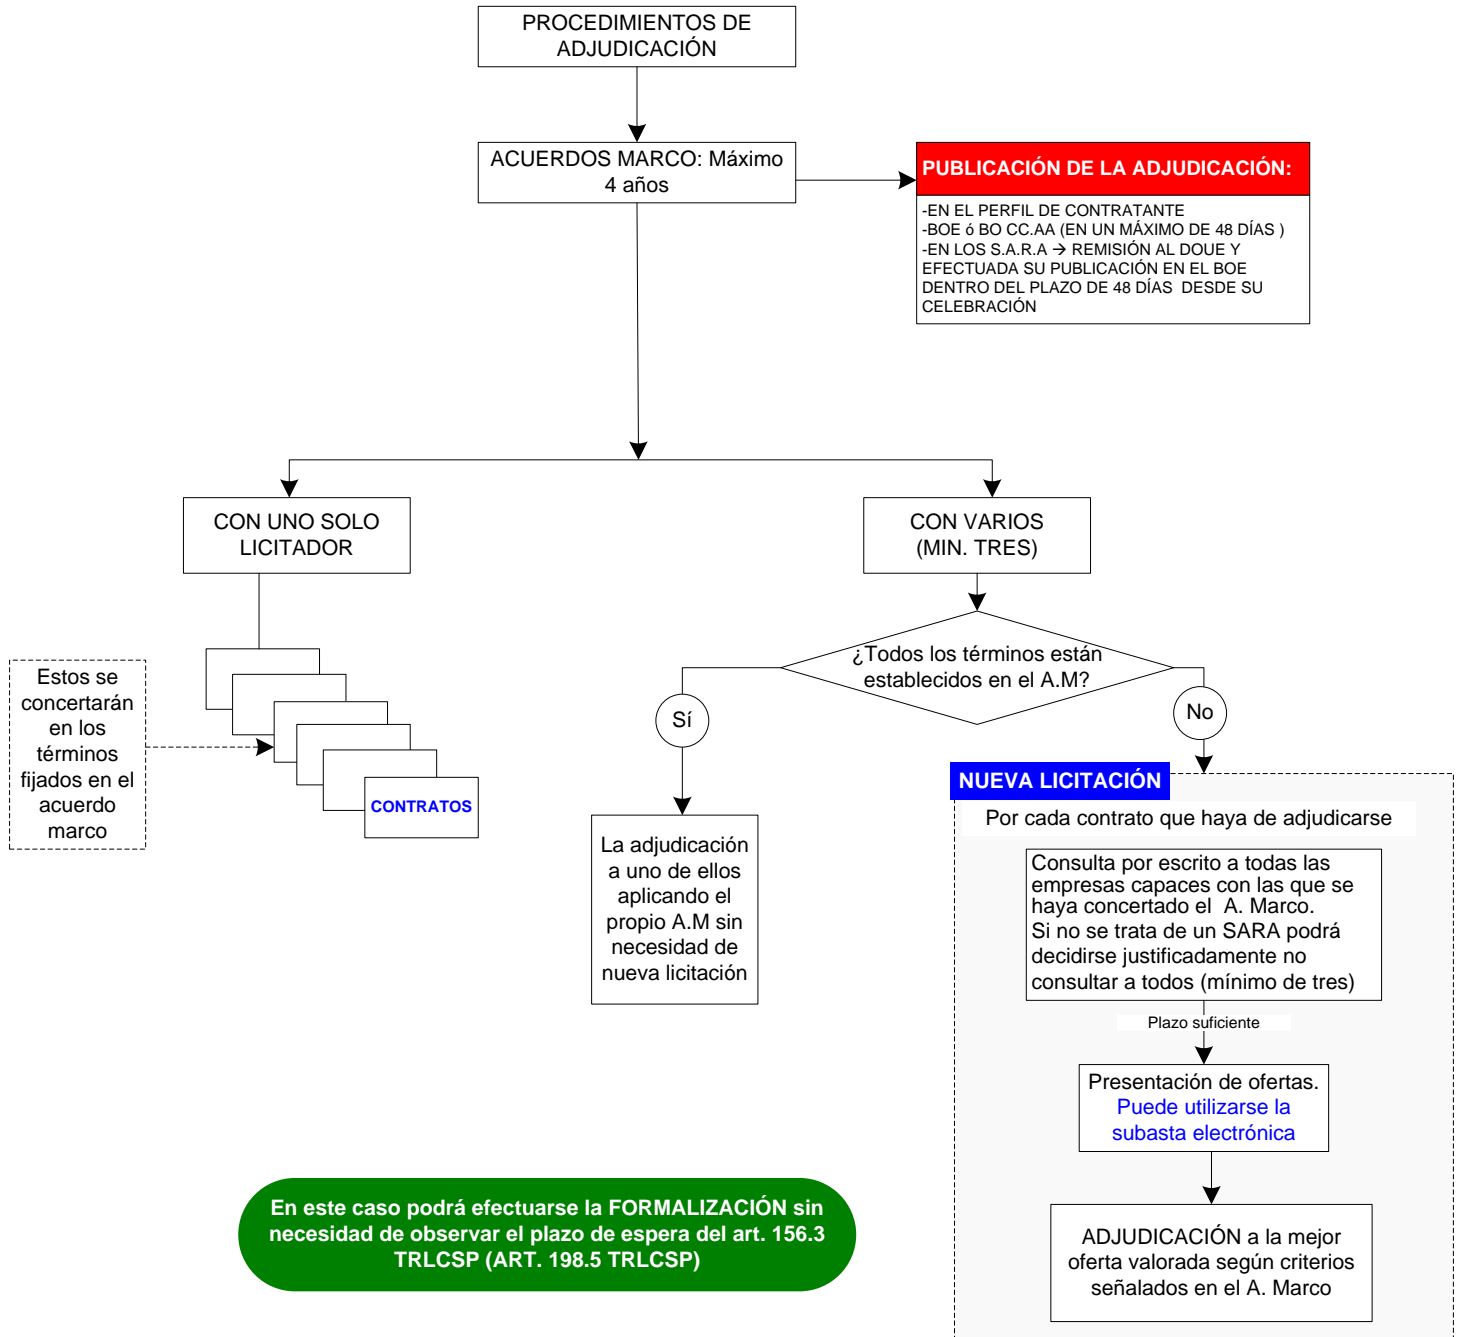 PROCEDIMIENTOS DE
ADJUDICACIÓN
ACUERDOS MARCO: Máximo
4 años
PUBLICACIÓN DE LA ADJUDICACIÓN:
-EN EL PERFIL DE CONTRATANTE
-BOE ó BO CC.AA (EN UN MÁXIMO DE 48 DÍAS )
-EN LOS S.A.R.A → REMISIÓN AL DOUE Y
EFECTUADA SU PUBLICACIÓN EN EL BOE
DENTRO DEL PLAZO DE 48 DÍAS DESDE SU
CELEBRACIÓN
CON UNO SOLO
LICITADOR
CON VARIOS
(MIN. TRES)
¿Todos los términos están
establecidos en el A.M?
Sí
No
Estos se
concertarán
en los
términos
fijados en el
acuerdo
marco
CONTRATOS
La adjudicación
a uno de ellos
aplicando el
propio A.M sin
necesidad de
nueva licitación
NUEVA LICITACIÓN
Por cada contrato que haya de adjudicarse
Consulta por escrito a todas las
empresas capaces con las que se
haya concertado el A. Marco.
Si no se trata de un SARA podrá
decidirse justificadamente no
consultar a todos (mínimo de tres)
Plazo suficiente
Presentación de ofertas.
Puede utilizarse la
subasta electrónica
ADJUDICACIÓN a la mejor
oferta valorada según criterios
señalados en el A. Marco
En este caso podrá efectuarse la FORMALIZACIÓN sin
necesidad de observar el plazo de espera del art. 156.3
TRLCSP (ART. 198.5 TRLCSP)